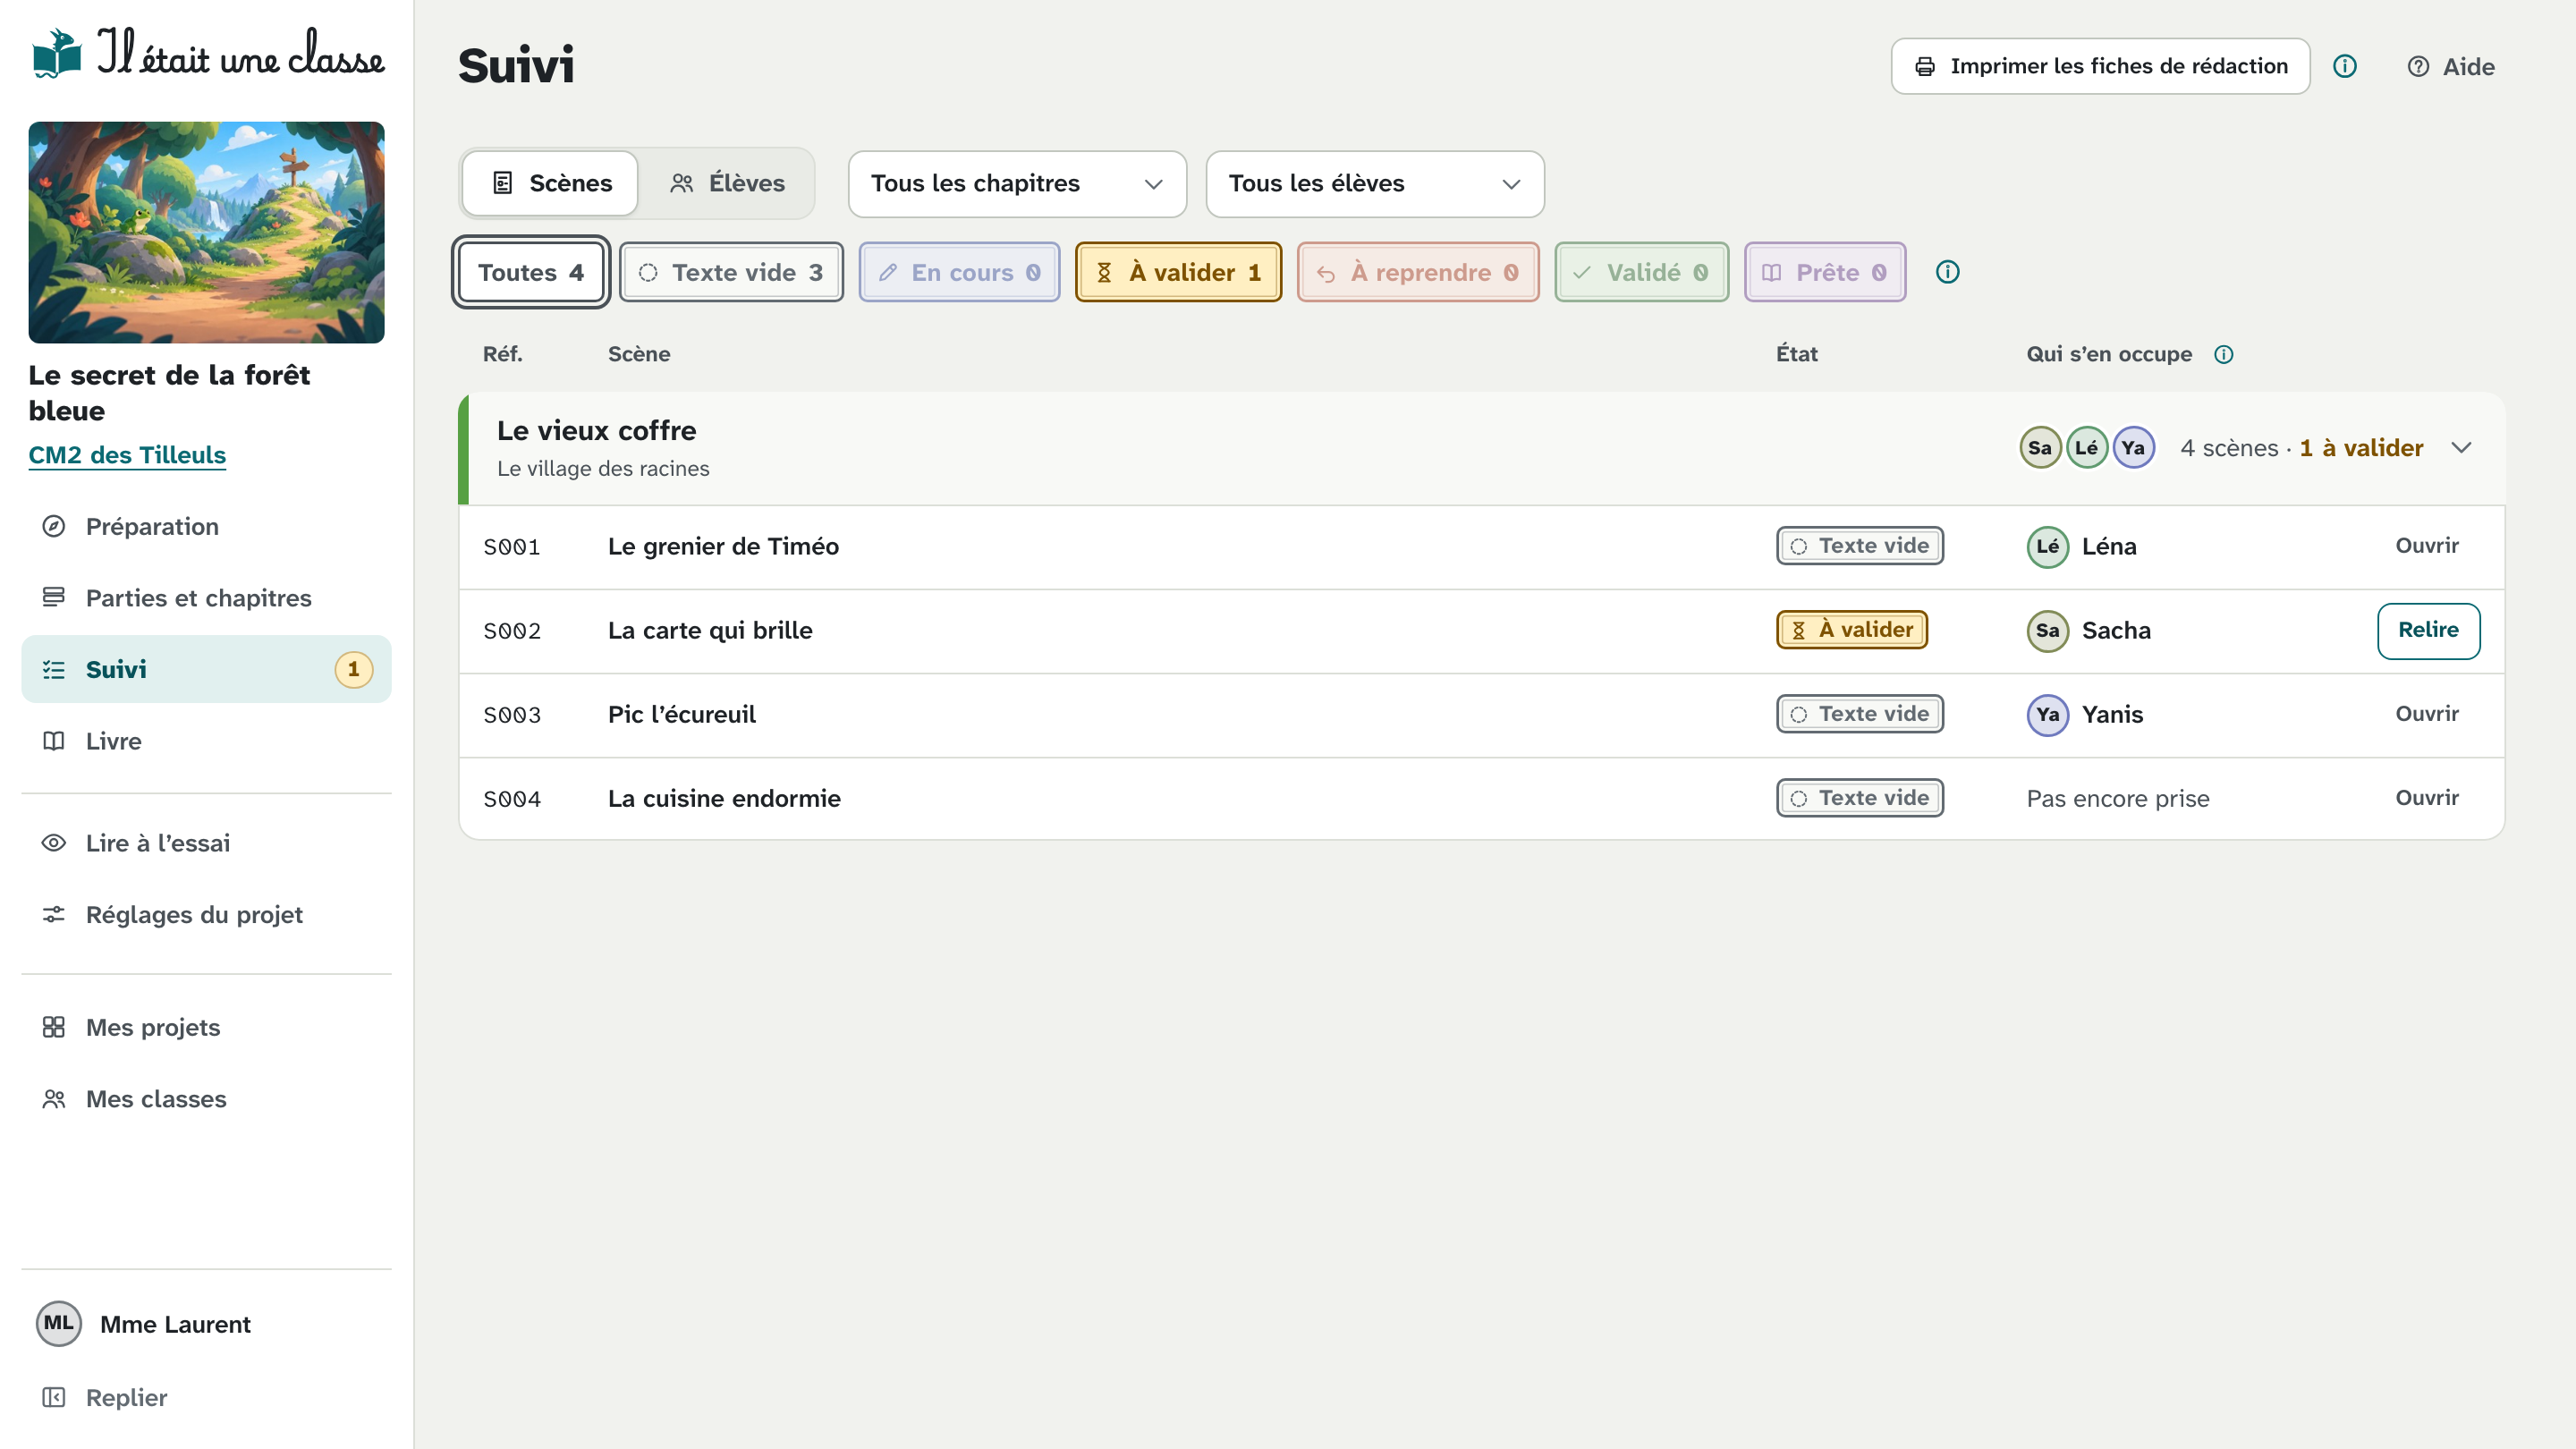 Il était une classe
Le secret de la forêt
bleue
CM2 des Tilleuls
Préparation
Parties et chapitres
Suivi 1
Livre
Lire à l’essai
Réglages du projet
Mes projets
Mes classes
ML Mme Laurent
Replier
Suivi
Imprimer les fiches de rédaction
Aide
Scènes
Élèves
Tous les chapitres
Tous les élèves
Toutes 4
Texte vide 3
En cours 0
À valider 1
À reprendre 0
Validé 0
Prête 0
Réf. Scène État Qui s’en occupe
Le vieux coffre
Le village des racines
Sa Lé Ya 4 scènes · 1 à valider
S001 Le grenier de Timéo Texte vide Lé Léna Ouvrir
S002 La carte qui brille À valider Sa Sacha Relire
S003 Pic l’écureuil Texte vide Ya Yanis Ouvrir
S004 La cuisine endormie Texte vide Pas encore prise Ouvrir